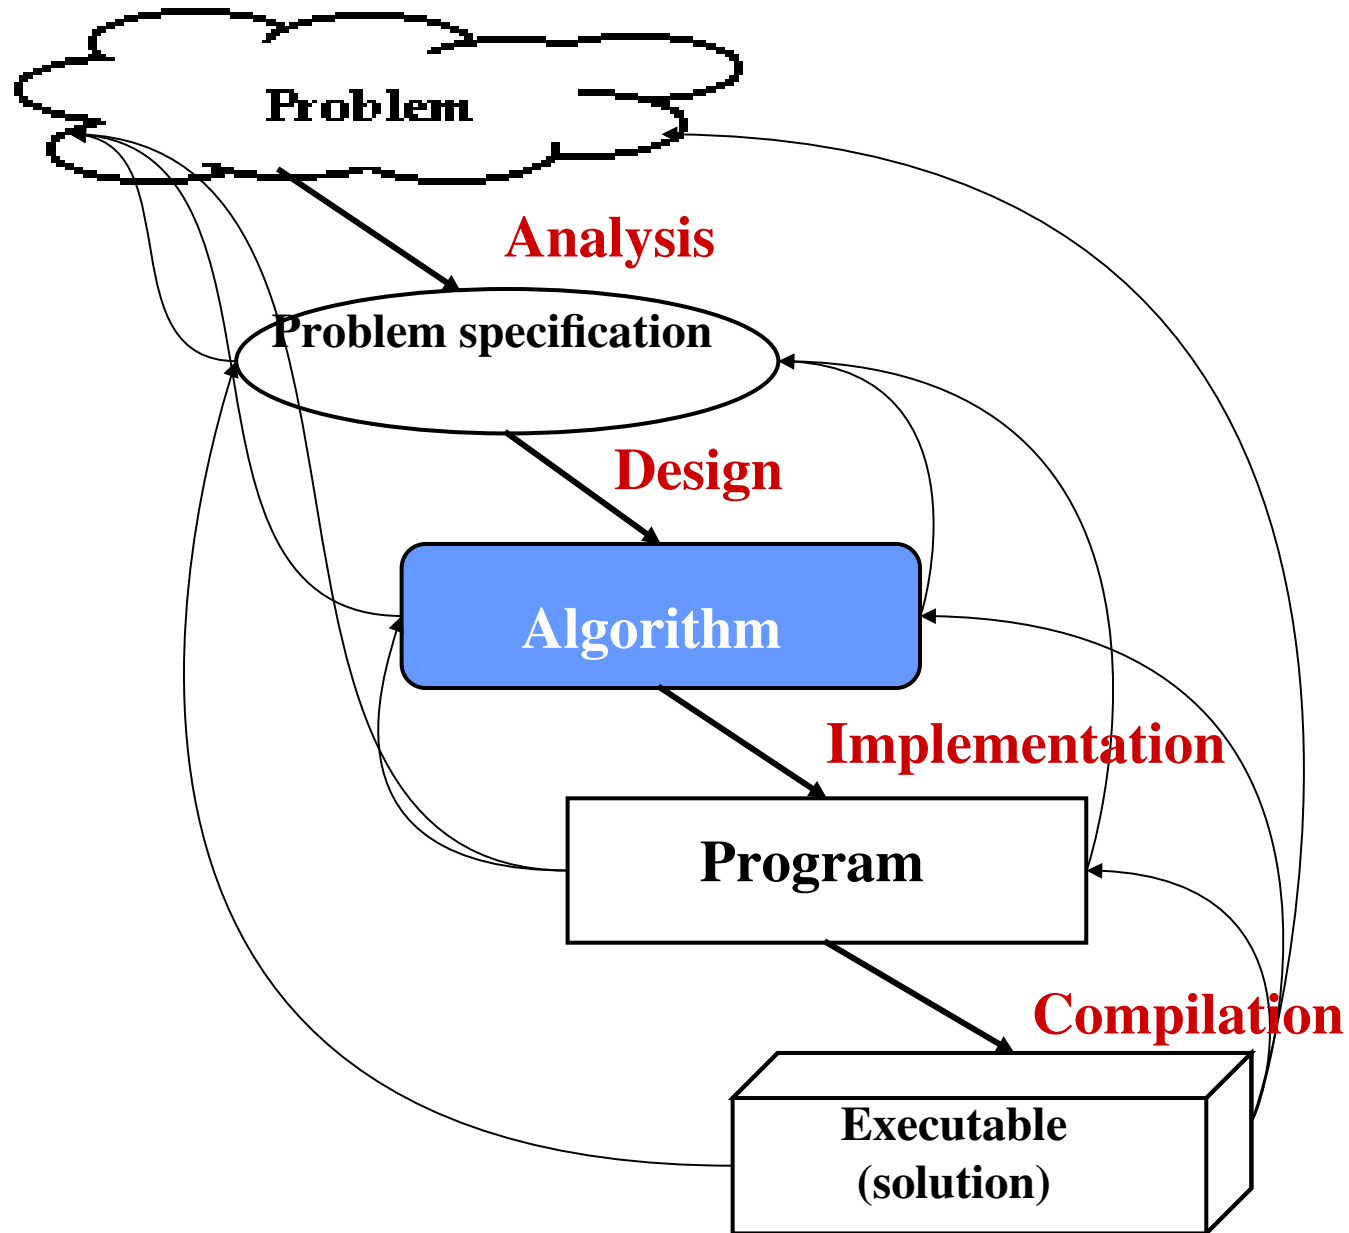 Problem
Analysis
Problem specification
Design
Algorithm
Implementation
Program
Compilation
Executable
(solution)